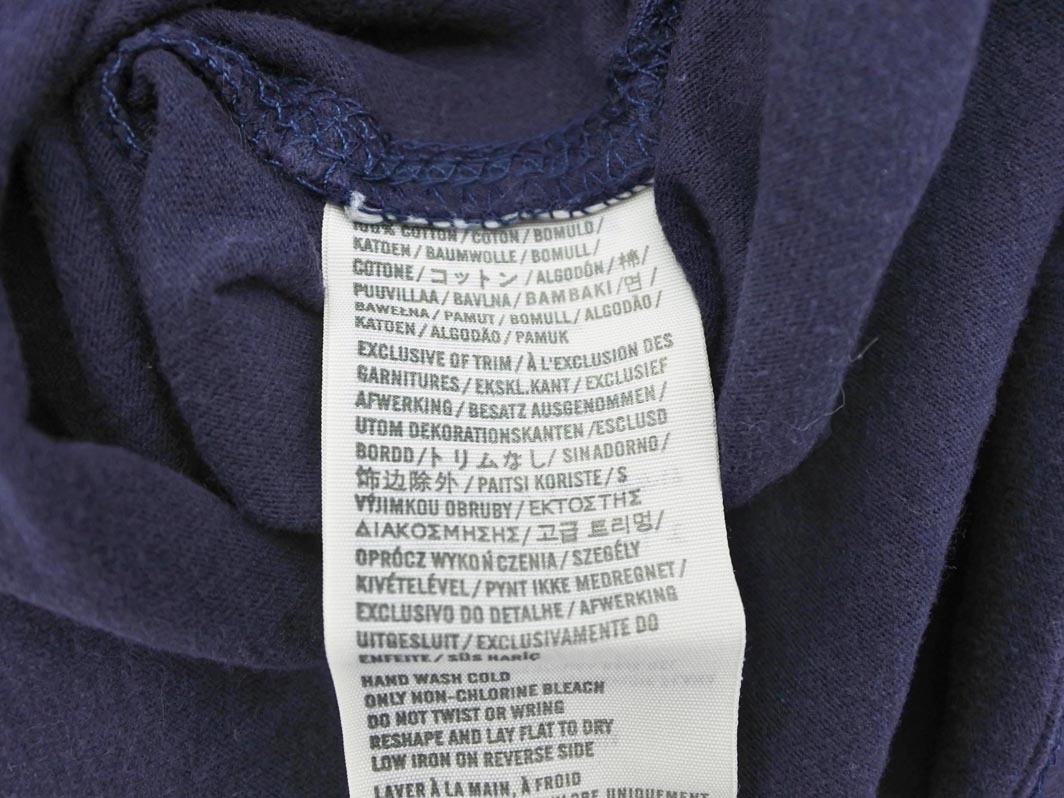 100% COTTON / COTON / BOMULD /
KATOEN / BAUMWOLLE / BOMULL /
COTONE / コットン / ALGODÓN / 棉 /
PUUVILLAA / BAVLNA / BAMBAKI / 면 /
BAWEŁNA / PAMUT / BOMULL / ALGODÃO /
KATOEN / ALGODÃO / PAMUK
EXCLUSIVE OF TRIM / À L'EXCLUSION DES
GARNITURES / EKSKL.KANT / EXCLUSIEF
AFWERKING / BESATZ AUSGENOMMEN /
UTOM DEKORATIONSKANTEN / ESCLUSO
BORDO / トリムなし / SIN ADORNO /
饰边除外 / PAITSI KORISTE / S
VÝJIMKOU OBRUBY / ΕΚΤΟΣ ΤΗΣ
ΔΙΑΚΟΣΜΗΣΗΣ / 고급 트리밍 /
OPRÓCZ WYKOŃCZENIA / SZEGÉLY
KIVÉTELÉVEL / PYNT IKKE MEDREGNET /
EXCLUSIVO DO DETALHE / AFWERKING
UITGESLUIT / EXCLUSIVAMENTE DO
ENFEITE / SÜS HARİÇ
HAND WASH COLD
ONLY NON-CHLORINE BLEACH
DO NOT TWIST OR WRING
RESHAPE AND LAY FLAT TO DRY
LOW IRON ON REVERSE SIDE
LAVER À LA MAIN, À FROID
UNIQUEMENT